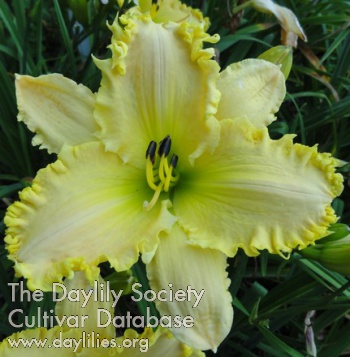 The Daylily Society
Cultivar Database
www.daylilies.org